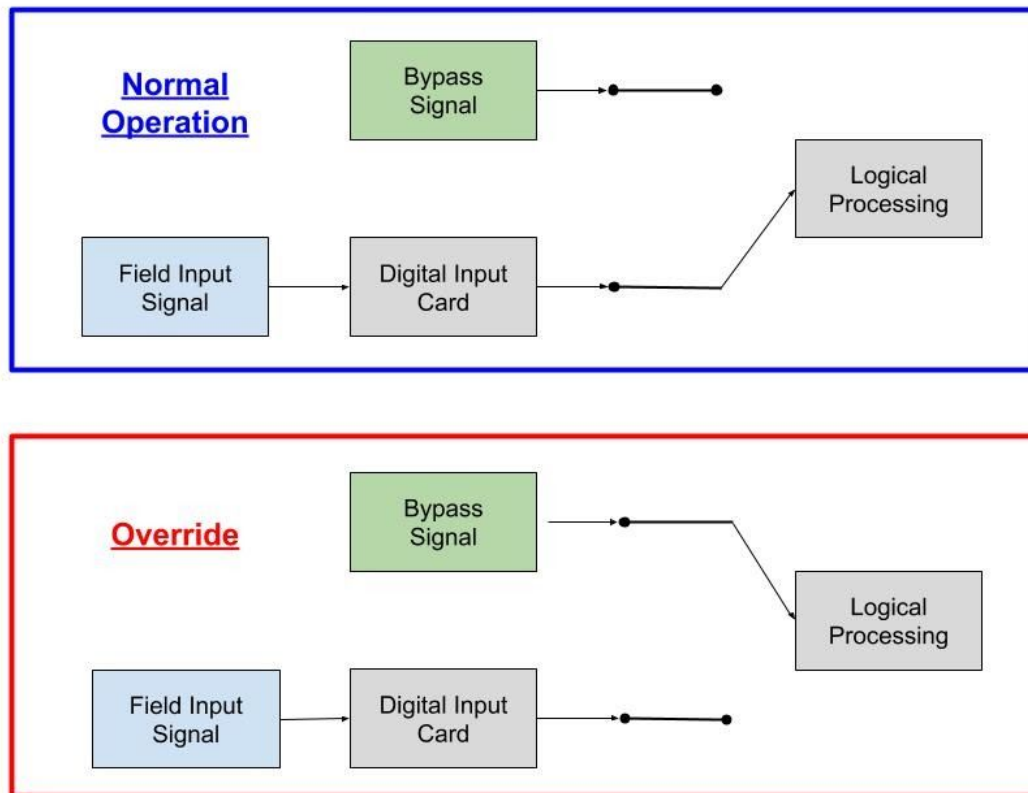 Normal
Operation
Bypass
Signal
Logical
Processing
Field Input
Signal
Digital Input
Card
Override
Bypass
Signal
Logical
Processing
Field Input
Signal
Digital Input
Card